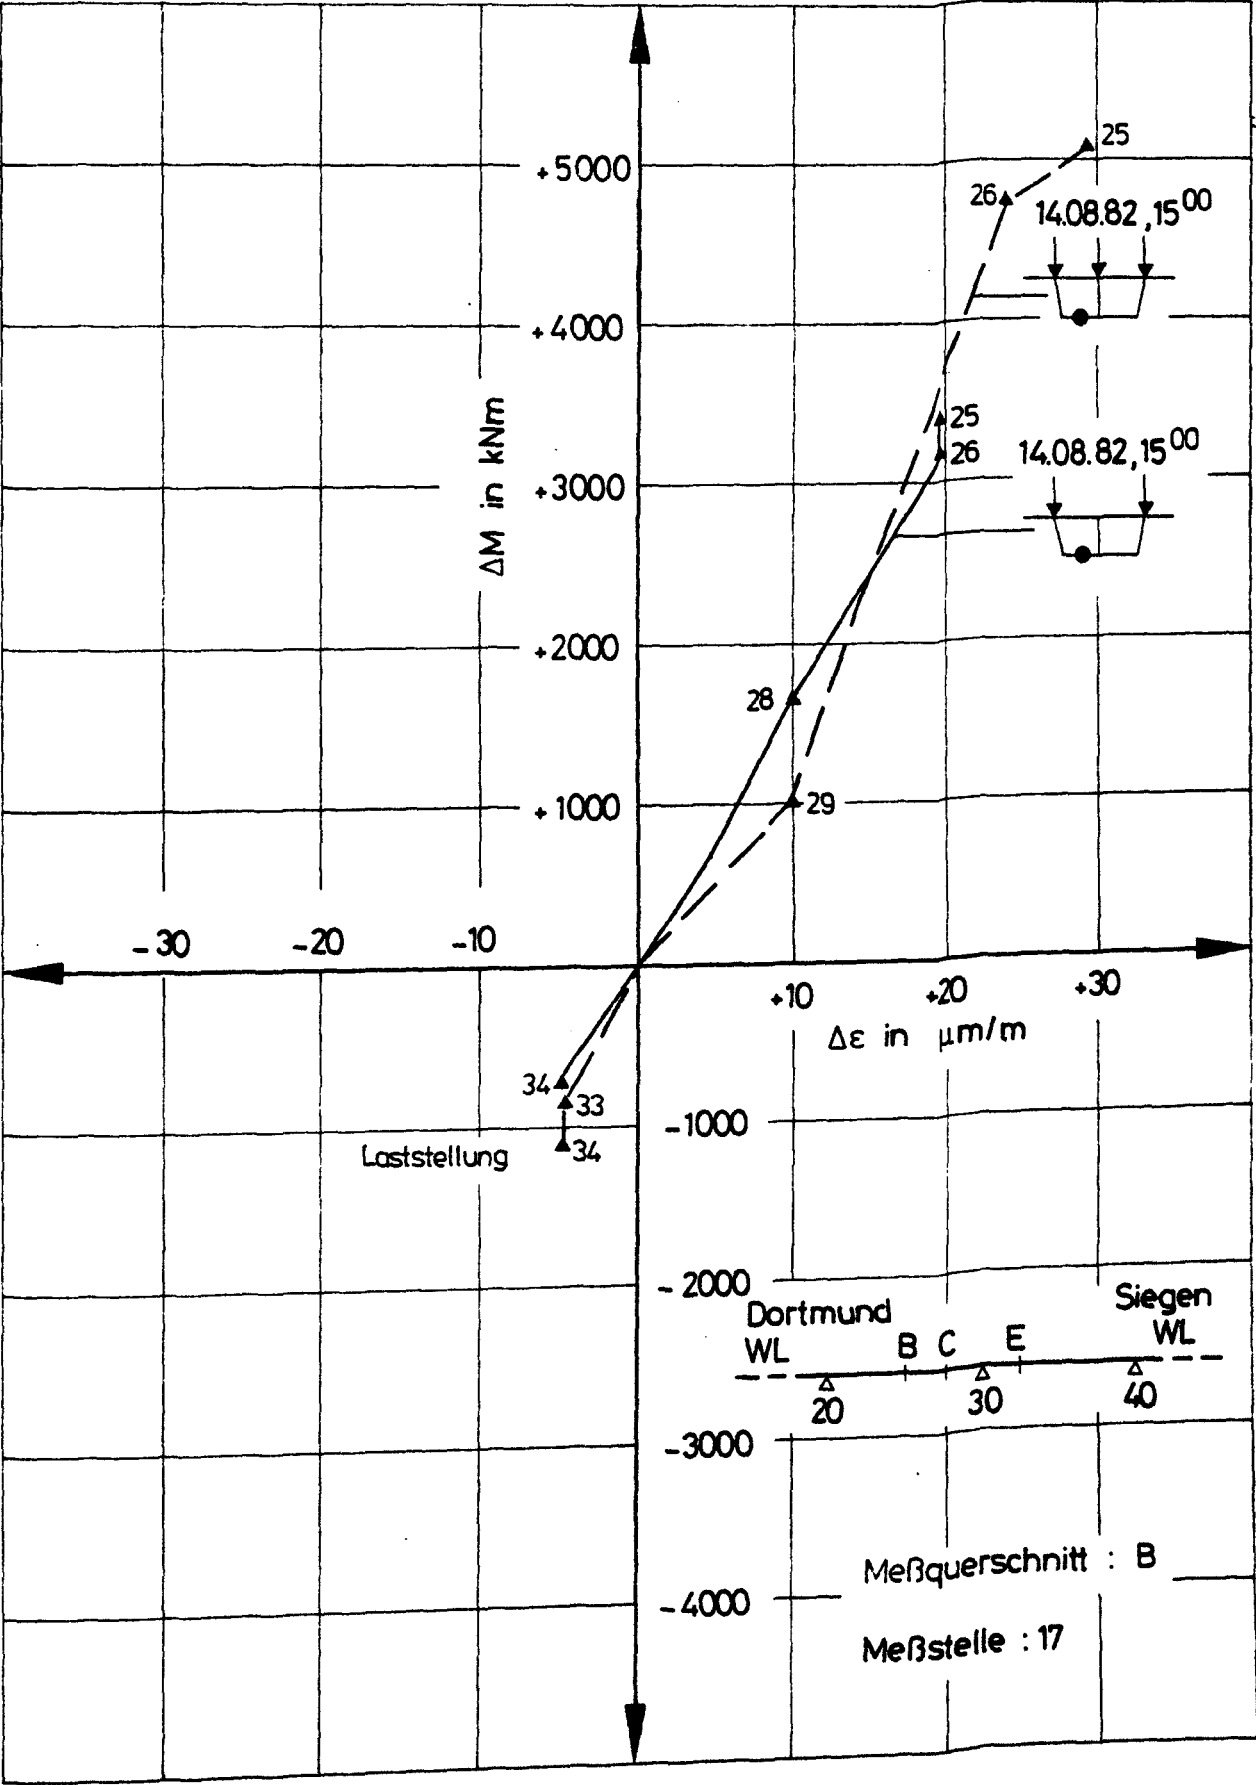 25
+5000
26
14.08.82, 15⁰⁰
+4000
ΔM in kNm
25
26
14.08.82, 15⁰⁰
+3000
+2000
28
+1000
29
-30
-20
-10
+10
+20
+30
Δε in µm/m
34
33
34
Laststellung
-1000
-2000
Dortmund
Siegen
WL
B
C
E
WL
20
30
40
-3000
Meßquerschnitt : B
-4000
Meßstelle : 17